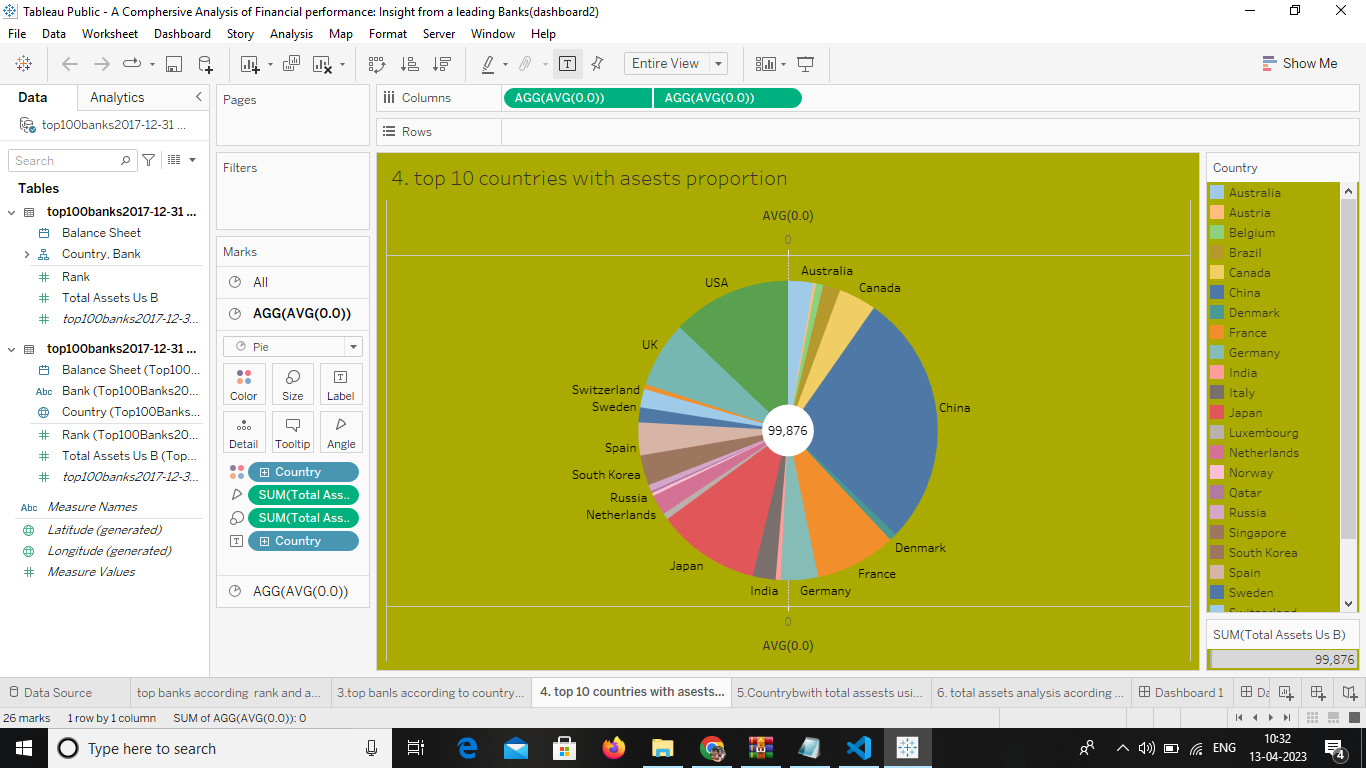 Tableau Public - A Comphersive Analysis of Financial performance: Insight from a leading Banks(dashboard2)
File Data Worksheet Dashboard Story Analysis Map Format Server Window Help
Entire View
Show Me
Data Analytics
top100banks2017-12-31 ...
Search
Tables
top100banks2017-12-31 ...
Balance Sheet
Country, Bank
Rank
Total Assets Us B
top100banks2017-12-3...
top100banks2017-12-31 ...
Balance Sheet (Top100...
Abc Bank (Top100Banks20...
Country (Top100Banks...
Rank (Top100Banks20...
Total Assets Us B (Top...
top100banks2017-12-3...
Abc Measure Names
Latitude (generated)
Longitude (generated)
Measure Values
Pages
Filters
Marks
All
AGG(AVG(0.0))
Pie
Color Size Label
Detail Tooltip Angle
Country
SUM(Total Ass..
SUM(Total Ass..
Country
AGG(AVG(0.0))
Columns AGG(AVG(0.0)) AGG(AVG(0.0))
Rows
4. top 10 countries with asests proportion
AVG(0.0)
0
Australia
USA
Canada
UK
Switzerland
Sweden
China
99,876
Spain
South Korea
Russia
Netherlands
Denmark
Japan
France
India
Germany
0
AVG(0.0)
Country
Australia
Austria
Belgium
Brazil
Canada
China
Denmark
France
Germany
India
Italy
Japan
Luxembourg
Netherlands
Norway
Qatar
Russia
Singapore
South Korea
Spain
Sweden
Switzerland
SUM(Total Assets Us B)
99,876
Data Source top banks according rank and a... 3.top banls according to country... 4. top 10 countries with asests... 5.Countrybwith total assests usi... 6. total assets analysis acording ... Dashboard 1 Da
26 marks 1 row by 1 column SUM of AGG(AVG(0.0)): 0
Type here to search
ENG
10:32
13-04-2023
4